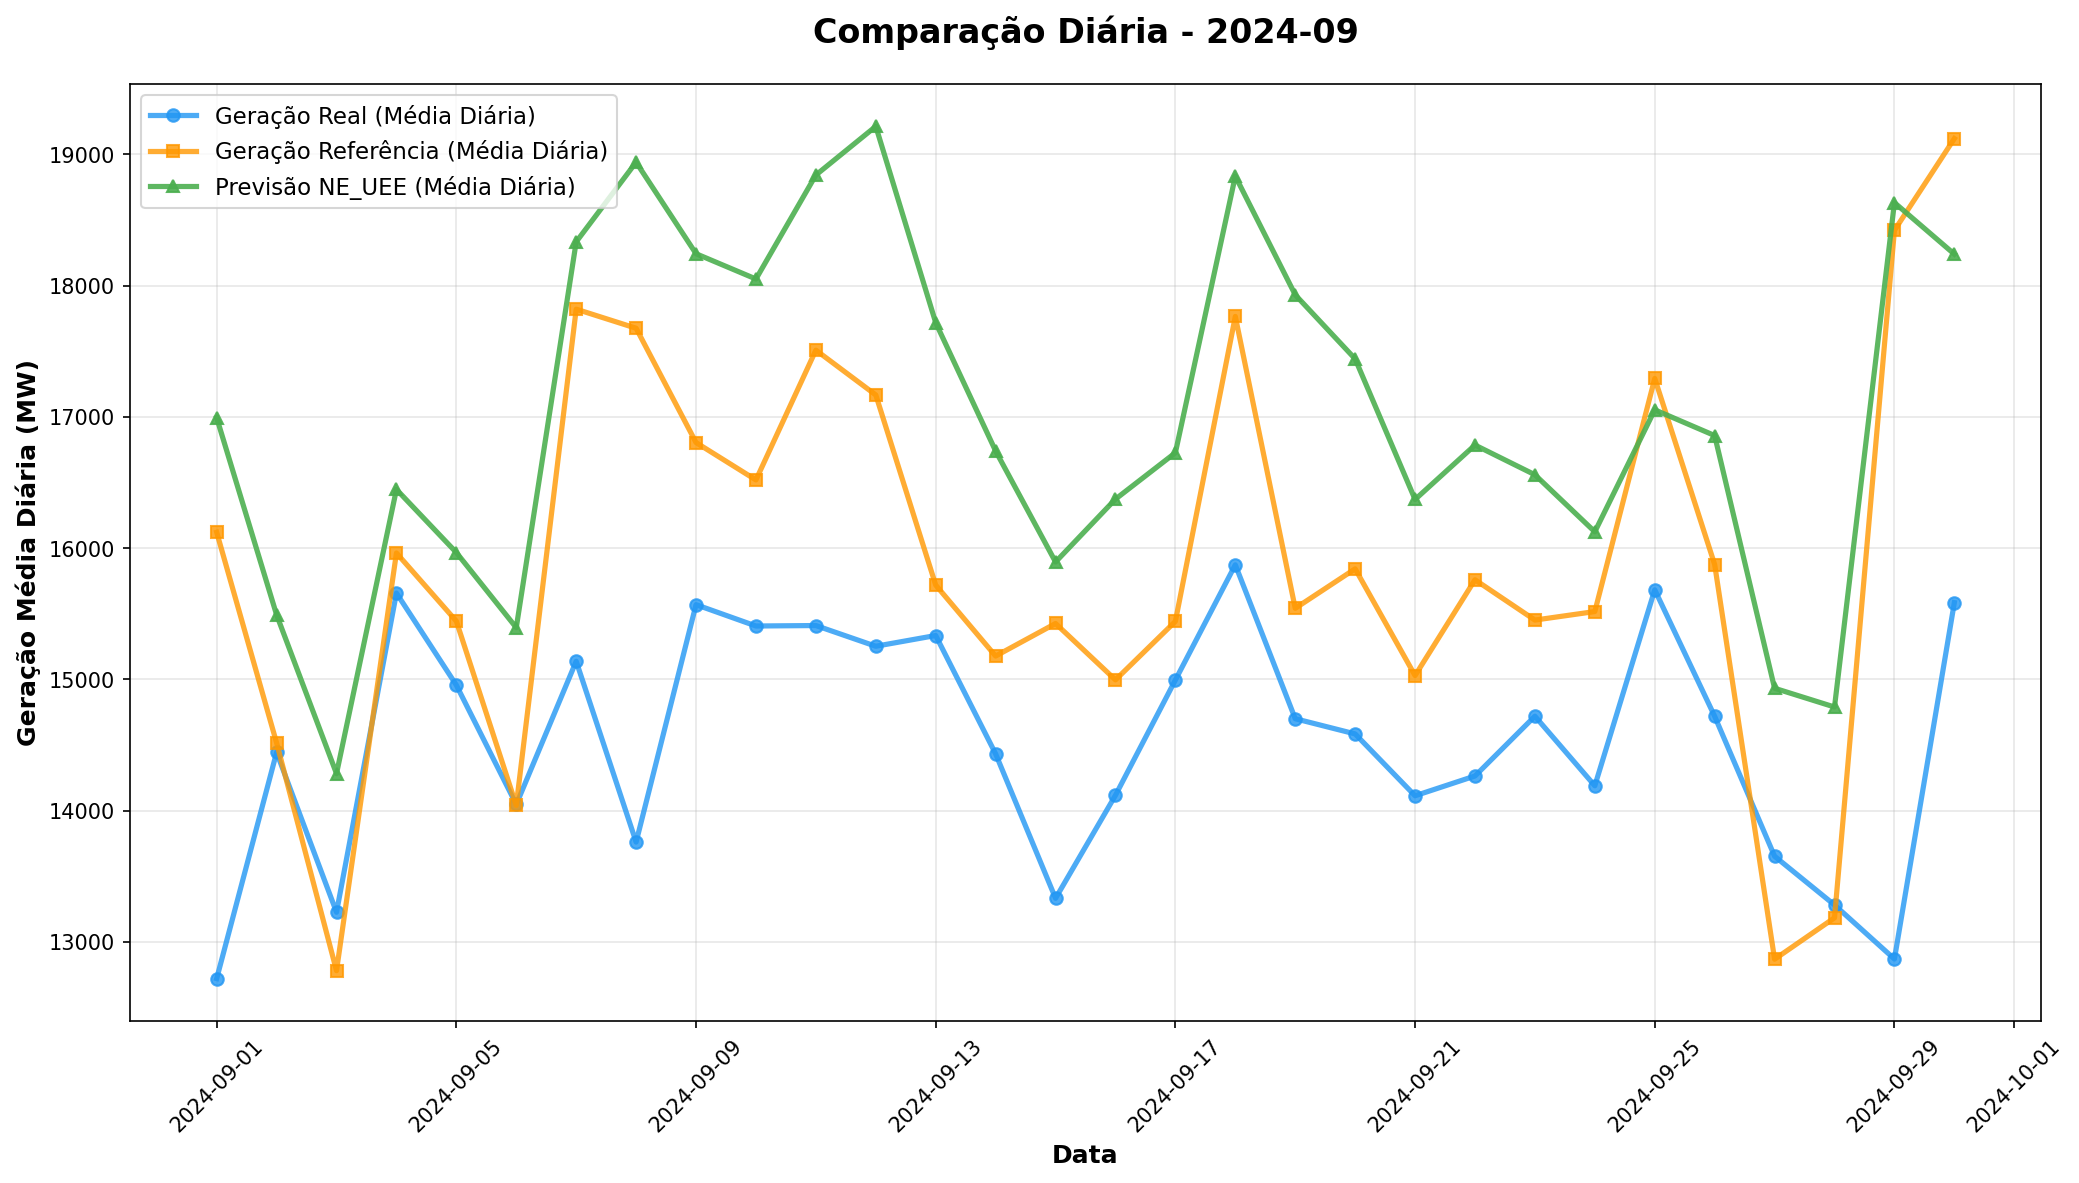 Comparação Diária - 2024-09
Geração Real (Média Diária)
Geração Referência (Média Diária)
Previsão NE_UEE (Média Diária)
Geração Média Diária (MW)
19000
18000
17000
16000
15000
14000
13000
2024-09-01
2024-09-05
2024-09-09
2024-09-13
2024-09-17
2024-09-21
2024-09-25
2024-09-29
2024-10-01
Data